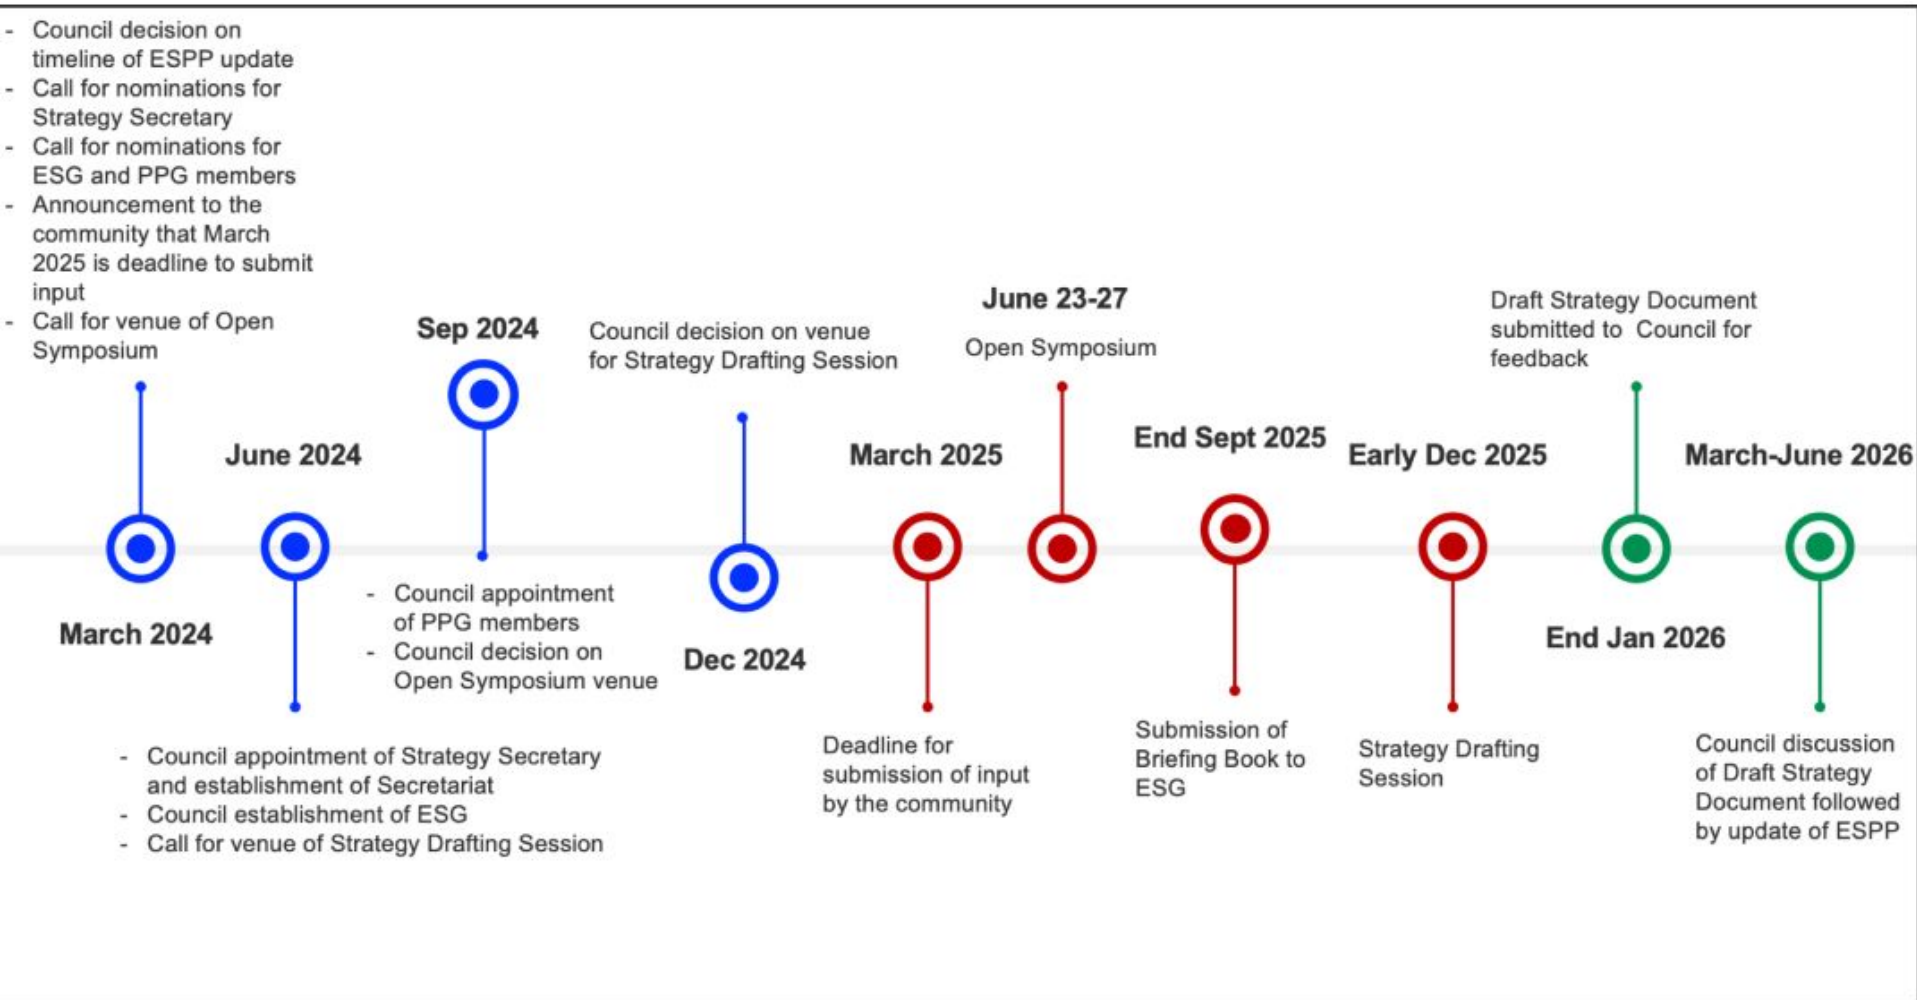 - Council decision on
timeline of ESPP update
- Call for nominations for
Strategy Secretary
- Call for nominations for
ESG and PPG members
- Announcement to the
community that March
2025 is deadline to submit
input
- Call for venue of Open
Symposium
March 2024
June 2024
- Council appointment of Strategy Secretary
and establishment of Secretariat
- Council establishment of ESG
- Call for venue of Strategy Drafting Session
Sep 2024
- Council appointment
of PPG members
- Council decision on
Open Symposium venue
Council decision on venue
for Strategy Drafting Session
Dec 2024
March 2025
Deadline for
submission of input
by the community
June 23-27
Open Symposium
End Sept 2025
Submission of
Briefing Book to
ESG
Early Dec 2025
Strategy Drafting
Session
Draft Strategy Document
submitted to Council for
feedback
End Jan 2026
March-June 2026
Council discussion
of Draft Strategy
Document followed
by update of ESPP